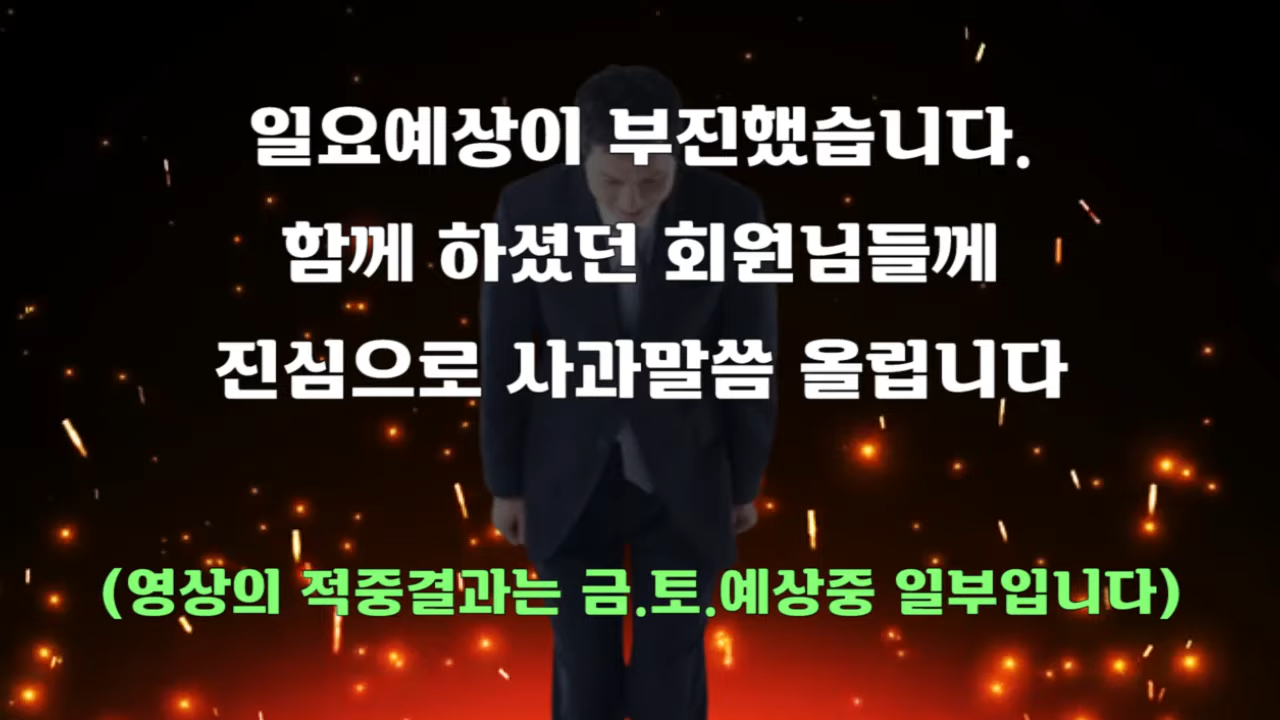 일요예상이 부진했습니다.
함께 하셨던 회원님들께
진심으로 사과말씀 올립니다
(영상의 적중결과는 금.토.예상중 일부입니다)